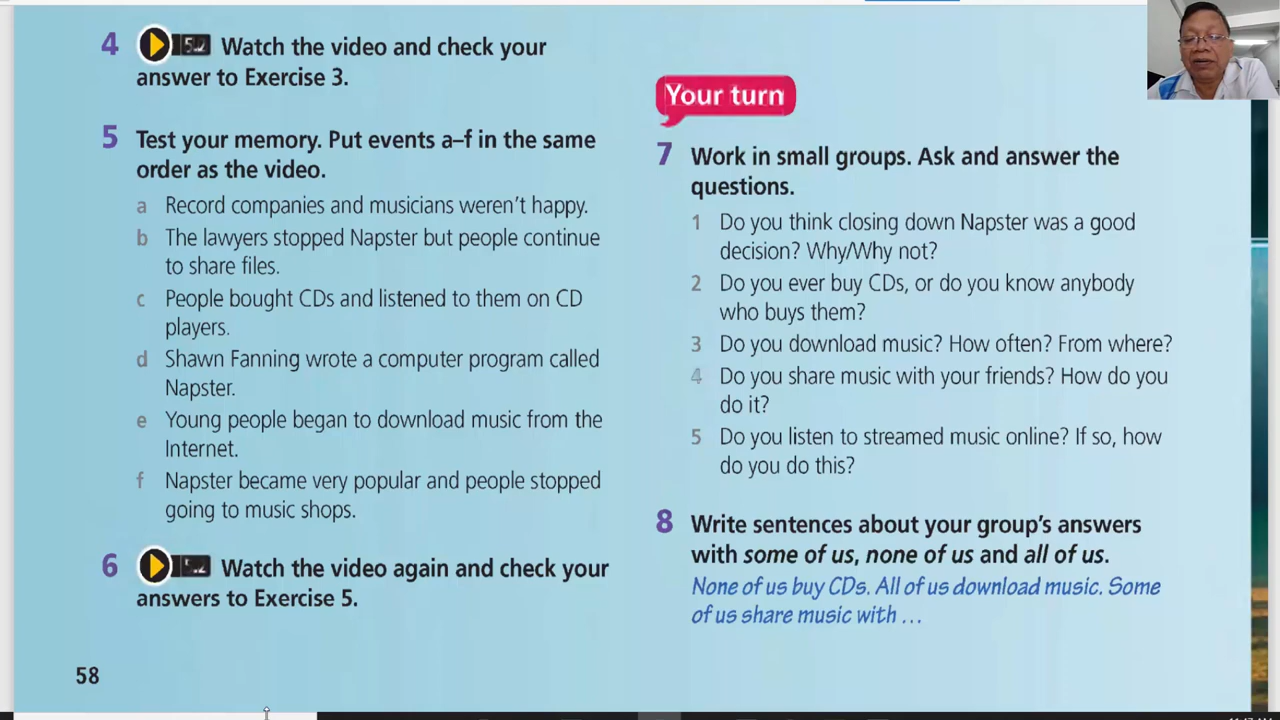 4 5.2 Watch the video and check your
answer to Exercise 3.
5 Test your memory. Put events a–f in the same
order as the video.
a Record companies and musicians weren't happy.
b The lawyers stopped Napster but people continue
to share files.
c People bought CDs and listened to them on CD
players.
d Shawn Fanning wrote a computer program called
Napster.
e Young people began to download music from the
Internet.
f Napster became very popular and people stopped
going to music shops.
6 5.2 Watch the video again and check your
answers to Exercise 5.
58
Your turn
7 Work in small groups. Ask and answer the
questions.
1 Do you think closing down Napster was a good
decision? Why/Why not?
2 Do you ever buy CDs, or do you know anybody
who buys them?
3 Do you download music? How often? From where?
4 Do you share music with your friends? How do you
do it?
5 Do you listen to streamed music online? If so, how
do you do this?
8 Write sentences about your group's answers
with some of us, none of us and all of us.
None of us buy CDs. All of us download music. Some
of us share music with …